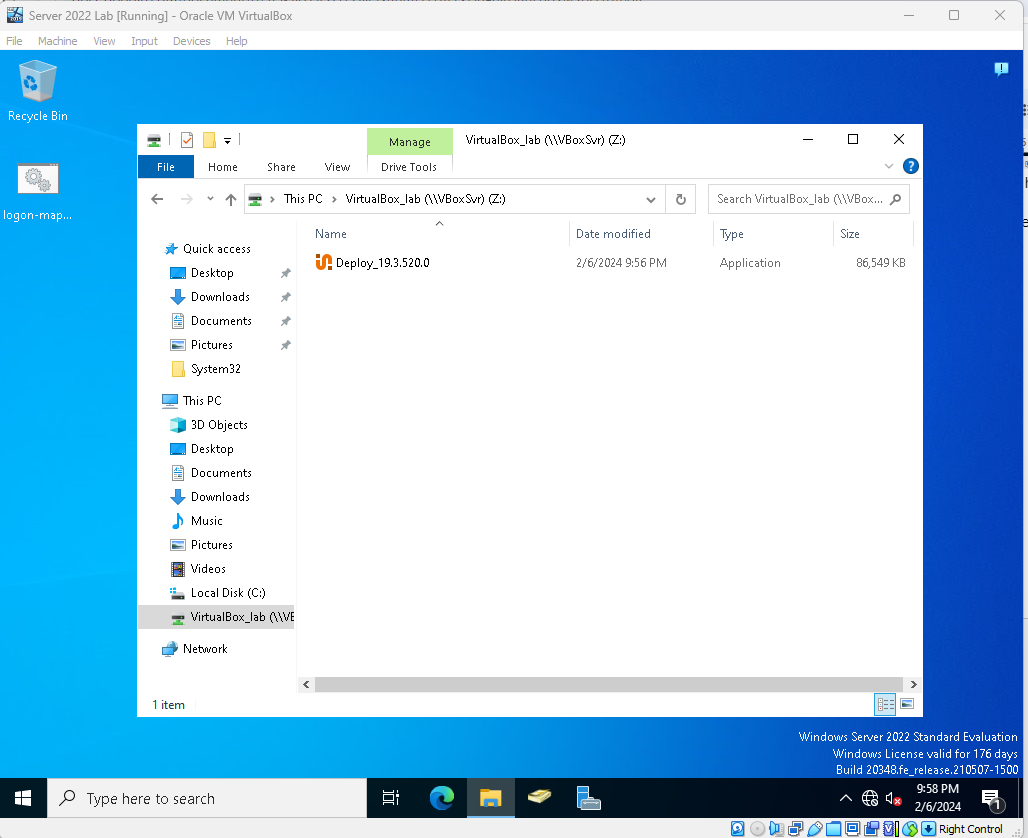 Server 2022 Lab [Running] - Oracle VM VirtualBox
File Machine View Input Devices Help
Recycle Bin
logon-map...
Manage VirtualBox_lab (\\VBoxSvr) (Z:)
File Home Share View Drive Tools
This PC VirtualBox_lab (\\VBoxSvr) (Z:) Search VirtualBox_lab (\\VBox...
Name Date modified Type Size
Deploy_19.3.520.0 2/6/2024 9:56 PM Application 86,549 KB
Quick access
Desktop
Downloads
Documents
Pictures
System32
This PC
3D Objects
Desktop
Documents
Downloads
Music
Pictures
Videos
Local Disk (C:)
VirtualBox_lab (\\VE
Network
1 item
Windows Server 2022 Standard Evaluation
Windows License valid for 176 days
Build 20348.fe_release.210507-1500
Type here to search
9:58 PM
2/6/2024
1
Right Control